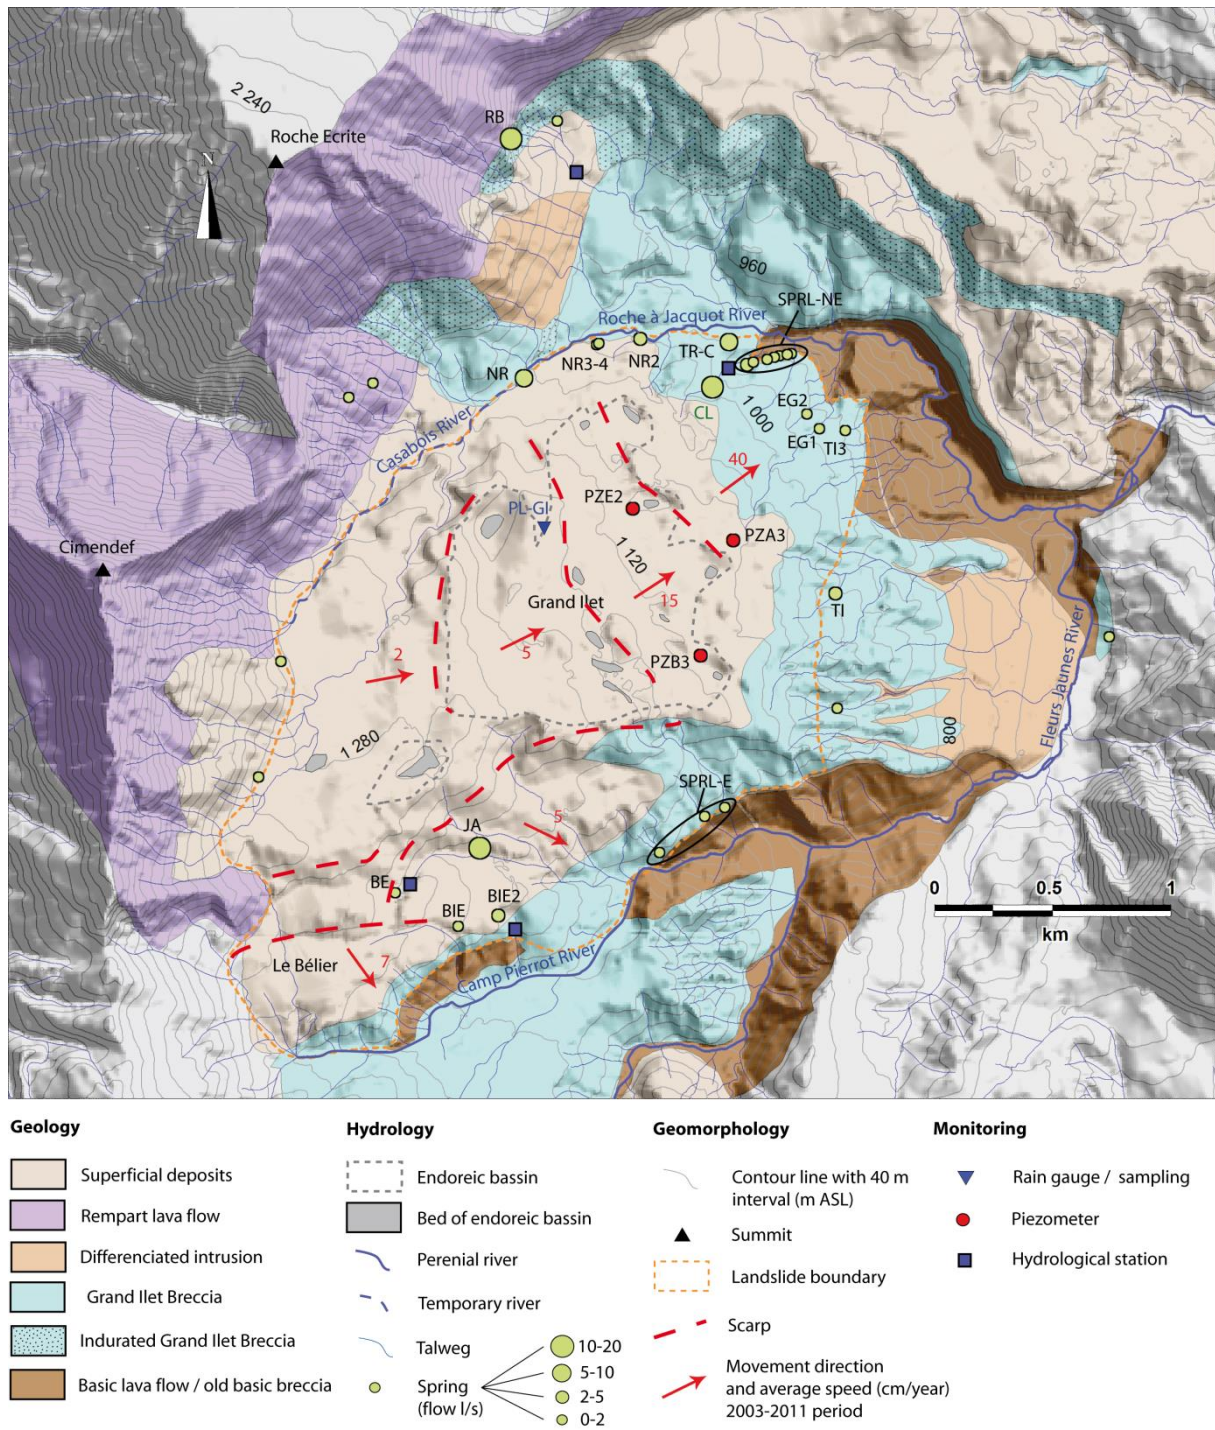 2 240
RB
Roche Ecrite
N
960
SPRL-NE
Roche à Jacquot River
TR-C
NR3-4
NR2
NR
CL
1 000
EG2
EG1
TI3
Casabois River
40
PZE2
PL-GI
PZA3
Cimendef
1 120
Grand Ilet
15
TI
5
2
PZB3
Fleurs Jaunes River
1 280
800
SPRL-E
JA
5
BE
BIE2
BIE
0 0.5 1
km
Le Bélier
7
Camp Pierrot River
Geology
Superficial deposits
Rempart lava flow
Differenciated intrusion
Grand Ilet Breccia
Indurated Grand Ilet Breccia
Basic lava flow / old basic breccia
Hydrology
Endoreic bassin
Bed of endoreic bassin
Perenial river
Temporary river
Talweg
Spring
(flow l/s)
10-20
5-10
2-5
0-2
Geomorphology
Contour line with 40 m
interval (m ASL)
Summit
Landslide boundary
Scarp
Movement direction
and average speed (cm/year)
2003-2011 period
Monitoring
Rain gauge / sampling
Piezometer
Hydrological station